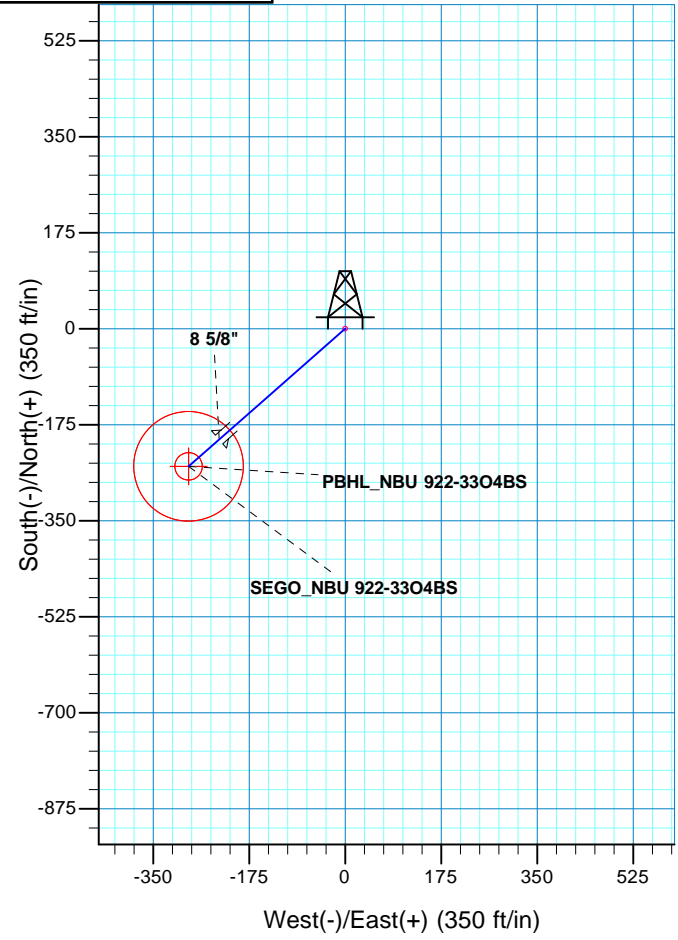 525
350
175
0
-175
-350
-525
-700
-875
South(-)/North(+) (350 ft/in)
8 5/8"
PBHL_NBU 922-33O4BS
SEGO_NBU 922-33O4BS
-350 -175 0 175 350 525
West(-)/East(+) (350 ft/in)